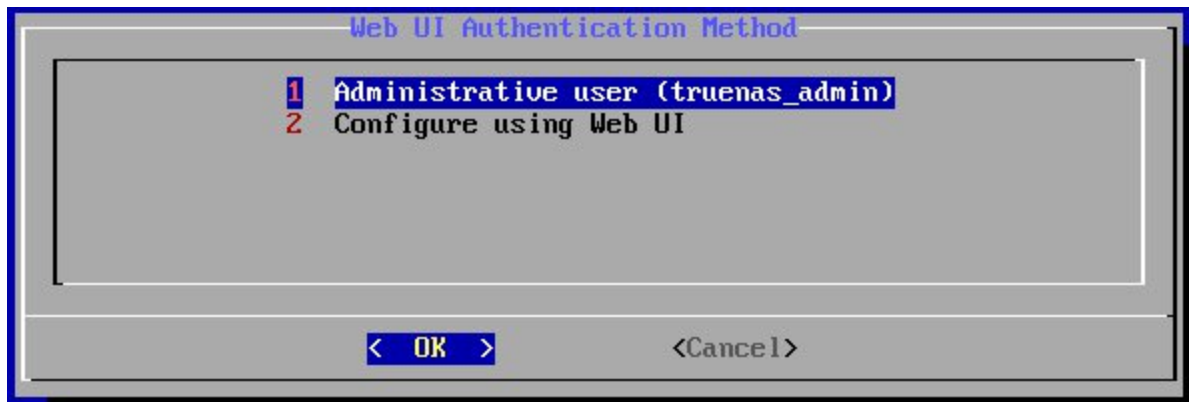 Web UI Authentication Method
1 Administrative user (truenas_admin)
2 Configure using Web UI
< OK > <Cancel>